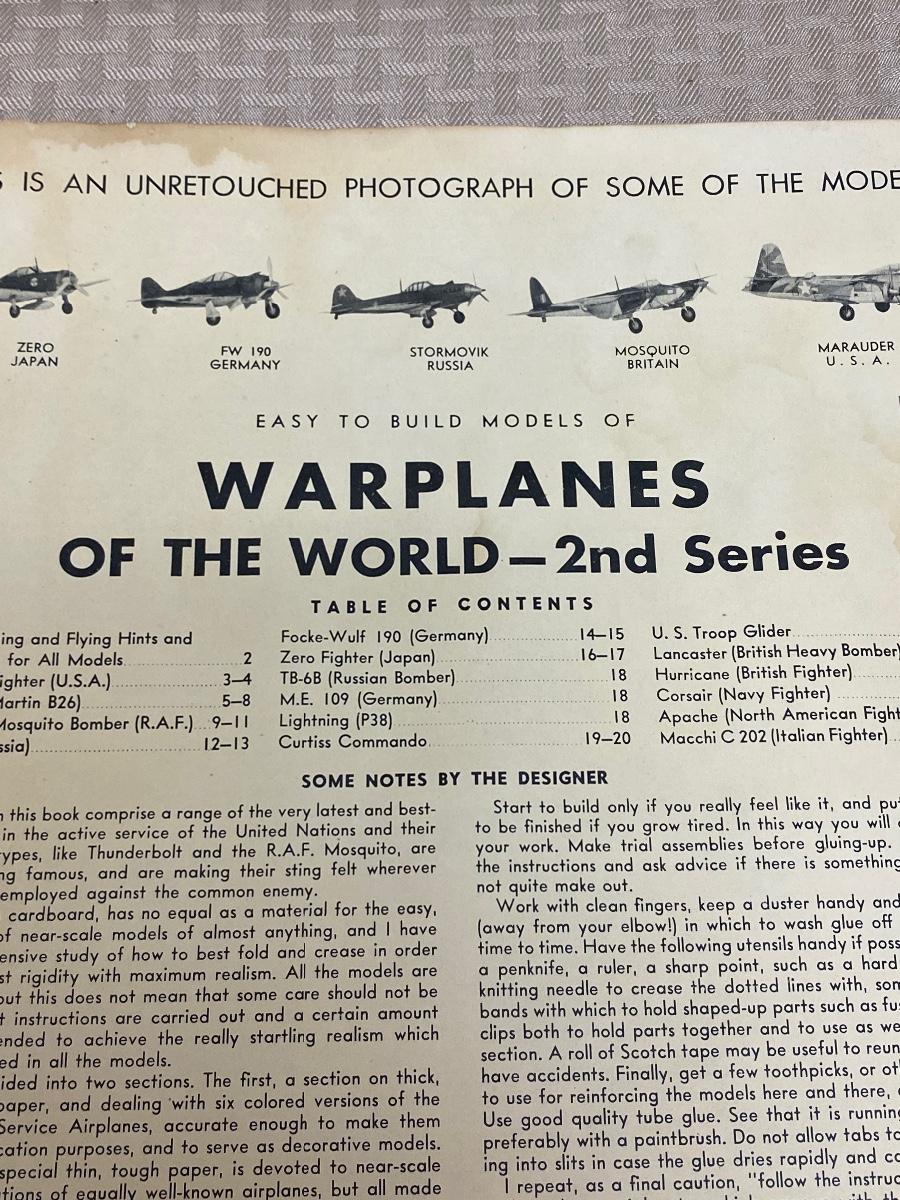 IS AN UNRETOUCHED PHOTOGRAPH OF SOME OF THE MODE
ZERO
JAPAN
FW 190
GERMANY
STORMOVIK
RUSSIA
MOSQUITO
BRITAIN
MARAUDER
U. S. A.
EASY TO BUILD MODELS OF
WARPLANES
OF THE WORLD—2nd Series
TABLE OF CONTENTS
ing and Flying Hints and
for All Models 2
ighter (U.S.A.) 3—4
artin B26) 5—8
Mosquito Bomber (R.A.F.) 9—11
ssia) 12—13
Focke-Wulf 190 (Germany) 14—15
Zero Fighter (Japan) 16—17
TB-6B (Russian Bomber) 18
M.E. 109 (Germany) 18
Lightning (P38) 18
Curtiss Commando 19—20
U. S. Troop Glider
Lancaster (British Heavy Bomber)
Hurricane (British Fighter)
Corsair (Navy Fighter)
Apache (North American Fight
Macchi C 202 (Italian Fighter)
SOME NOTES BY THE DESIGNER
n this book comprise a range of the very latest and best-
in the active service of the United Nations and their
types, like Thunderbolt and the R.A.F. Mosquito, are
ng famous, and are making their sting felt wherever
employed against the common enemy.
cardboard, has no equal as a material for the easy,
of near-scale models of almost anything, and I have
ensive study of how to best fold and crease in order
st rigidity with maximum realism. All the models are
but this does not mean that some care should not be
t instructions are carried out and a certain amount
ended to achieve the really startling realism which
ed in all the models.
ided into two sections. The first, a section on thick,
paper, and dealing with six colored versions of the
Service Airplanes, accurate enough to make them
cation purposes, and to serve as decorative models.
special thin, tough paper, is devoted to near-scale
tions of equally well-known airplanes, but all made
Start to build only if you really feel like it, and pu
to be finished if you grow tired. In this way you will
your work. Make trial assemblies before gluing-up.
the instructions and ask advice if there is something
not quite make out.
Work with clean fingers, keep a duster handy and
(away from your elbow!) in which to wash glue off
time to time. Have the following utensils handy if poss
a penknife, a ruler, a sharp point, such as a hard
knitting needle to crease the dotted lines with, som
bands with which to hold shaped-up parts such as fus
clips both to hold parts together and to use as we
section. A roll of Scotch tape may be useful to reun
have accidents. Finally, get a few toothpicks, or ot
to use for reinforcing the models here and there,
Use good quality tube glue. See that it is running
preferably with a paintbrush. Do not allow tabs to
ing into slits in case the glue dries rapidly and co
I repeat, as a final caution, "follow the instruc